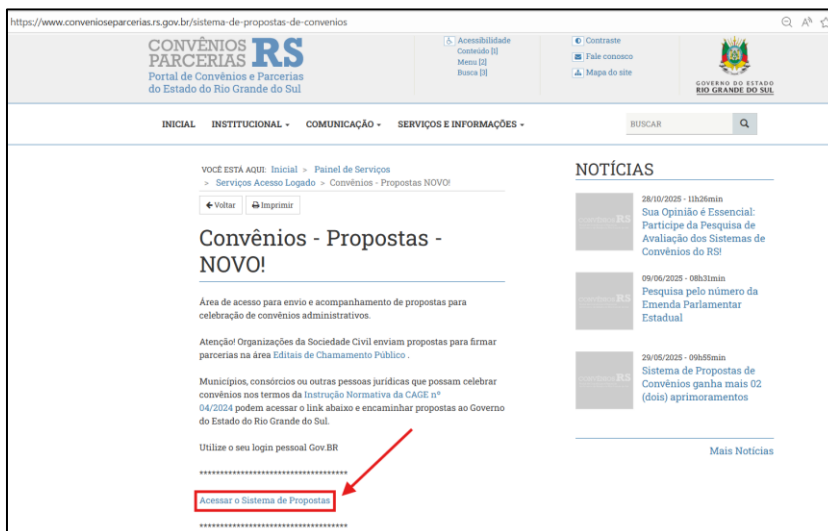 https://www.convenioseparcerias.rs.gov.br/sistema-de-propostas-de-convenio
CONVÊNIOS
PARCERIAS RS
Portal de Convênios e Parcerias
do Estado do Rio Grande do Sul
Acessibilidade
Conteúdo [1]
Menu [2]
Busca [3]
Contraste
Fale conosco
Mapa do site
GOVERNO DO ESTADO
RIO GRANDE DO SUL
INICIAL INSTITUCIONAL COMUNICAÇÃO SERVIÇOS E INFORMAÇÕES
BUSCAR
VOCÊ ESTÁ AQUI: Inicial > Painel de Serviços
> Serviços Acesso Logado > Convênios - Propostas NOVO!
Voltar Imprimir
Convênios - Propostas -
NOVO!
Área de acesso para envio e acompanhamento de propostas para
celebração de convênios administrativos.
Atenção! Organizações da Sociedade Civil enviam propostas para firmar
parcerias na área Editais de Chamamento Público .
Municípios, consórcios ou outras pessoas jurídicas que possam celebrar
convênios nos termos da Instrução Normativa da CAGE nº
04/2024 podem acessar o link abaixo e encaminhar propostas ao Governo
do Estado do Rio Grande do Sul.
Utilize o seu login pessoal Gov.BR
************************************
Acessar o Sistema de Propostas
************************************
NOTÍCIAS
28/10/2025 - 11h26min
Sua Opinião é Essencial:
Participe da Pesquisa de
Avaliação dos Sistemas de
Convênios do RS!
09/06/2025 - 08h31min
Pesquisa pelo número da
Emenda Parlamentar
Estadual
29/05/2025 - 09h55min
Sistema de Propostas de
Convênios ganha mais 02
(dois) aprimoramentos
Mais Notícias